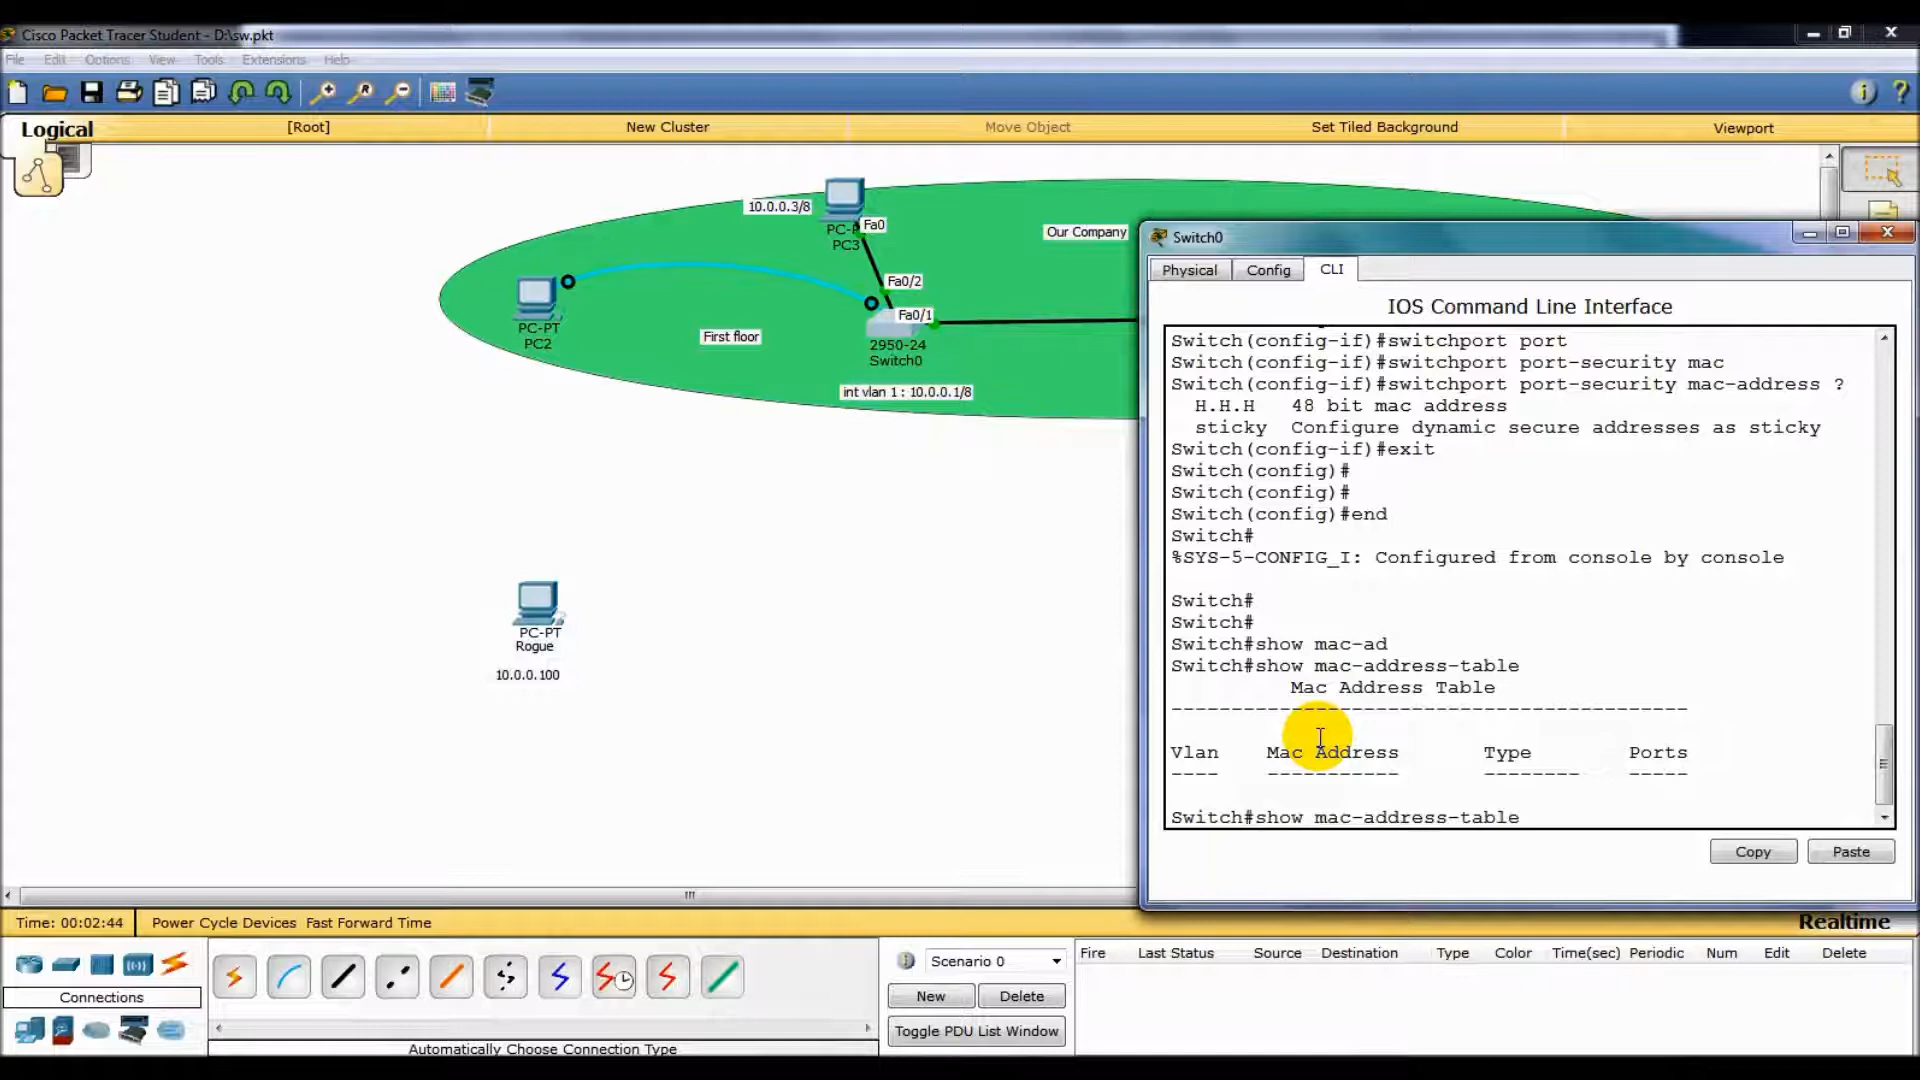 Cisco Packet Tracer Student - D:\sw.pkt
File Edit Options View Tools Extensions Help
Logical [Root] New Cluster Move Object Set Tiled Background Viewport
10.0.0.3/8
Fa0
PC3
Our Company
Fa0/2
Fa0/1
PC-PT
PC2
First floor
2950-24
Switch0
int vlan 1 : 10.0.0.1/8
PC-PT
Rogue
10.0.0.100
Switch0
Physical Config CLI
IOS Command Line Interface
Switch(config-if)#switchport port
Switch(config-if)#switchport port-security mac
Switch(config-if)#switchport port-security mac-address ?
H.H.H 48 bit mac address
sticky Configure dynamic secure addresses as sticky
Switch(config-if)#exit
Switch(config)#
Switch(config)#
Switch(config)#end
Switch#
%SYS-5-CONFIG_I: Configured from console by console
Switch#
Switch#
Switch#show mac-ad
Switch#show mac-address-table
Mac Address Table
-------------------------------------------
Vlan Mac Address Type Ports
---- ----------- -------- -----
Switch#show mac-address-table
Copy Paste
Time: 00:02:44 Power Cycle Devices Fast Forward Time Realtime
Connections
Automatically Choose Connection Type
Scenario 0
New Delete
Toggle PDU List Window
Fire Last Status Source Destination Type Color Time(sec) Periodic Num Edit Delete